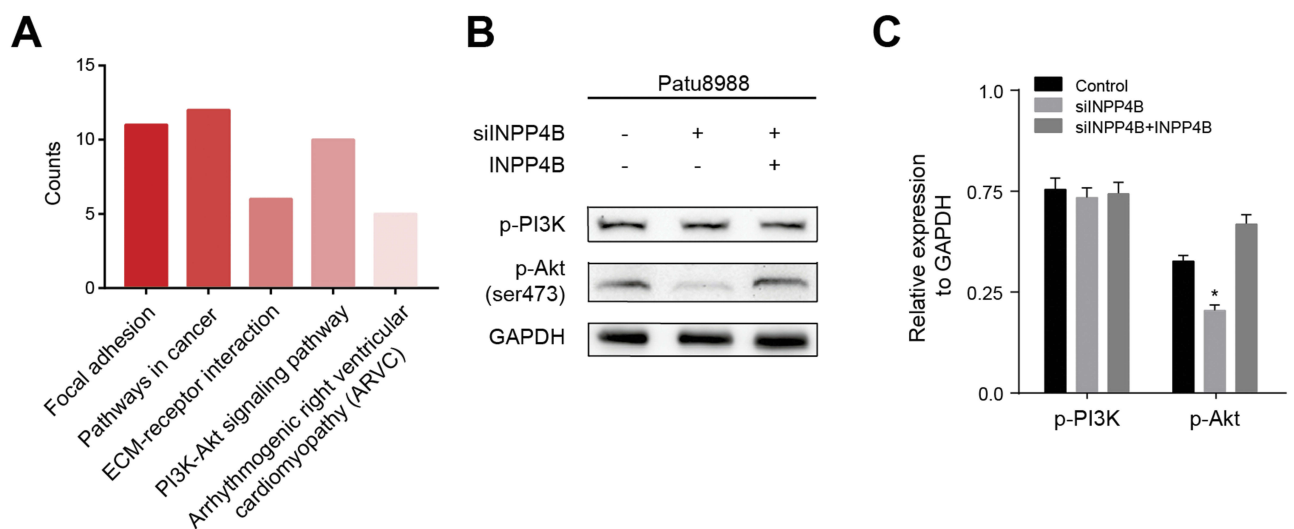 A
15
10
5
0
Counts
Focal adhesion
Pathways in cancer
ECM-receptor interaction
PI3K-Akt signaling pathway
Arrhythmogenic right ventricular
cardiomyopathy (ARVC)
B
Patu8988
siINPP4B - + +
INPP4B - - +
p-PI3K
p-Akt
(ser473)
GAPDH
C
Control
siINPP4B
siINPP4B+INPP4B
1.0
0.75
0.25
0.0
Relative expression
to GAPDH
*
p-PI3K
p-Akt